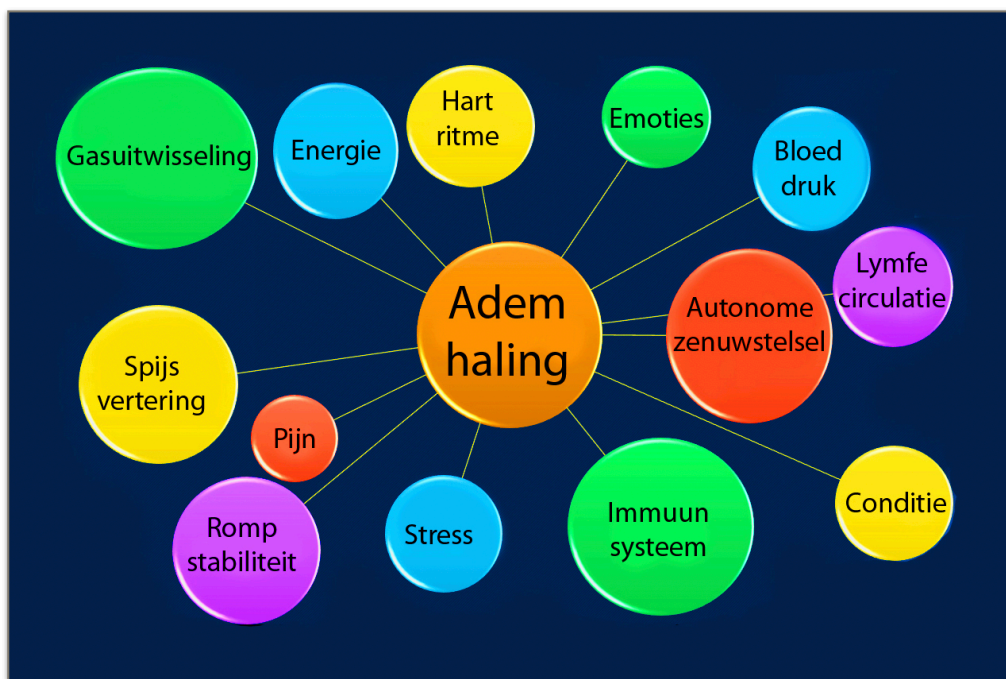 Gasuitwisseling
Energie
Hart
ritme
Emoties
Bloed
druk
Lymfe
circulatie
Adem
haling
Autonome
zenuwstelsel
Spijs
vertering
Pijn
Romp
stabiliteit
Stress
Immuun
systeem
Conditie